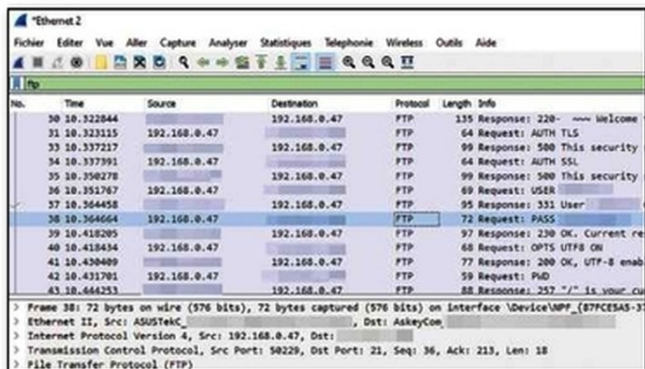 *Ethernet 2
Fichier Editer Vue Aller Capture Analyser Statistiques Telephonie Wireless Outils Aide
ftp
No. Time Source Destination Protocol Length Info
30 10.322844 192.168.0.47 FTP 135 Response: 220- ~~~ Welcome
31 10.323115 192.168.0.47 FTP 64 Request: AUTH TLS
33 10.337217 192.168.0.47 FTP 99 Response: 500 This security
34 10.337391 192.168.0.47 FTP 64 Request: AUTH SSL
35 10.350278 192.168.0.47 FTP 99 Response: 500 This security
36 10.351767 192.168.0.47 FTP 69 Request: USER
37 10.364458 192.168.0.47 FTP 95 Response: 331 User
38 10.364664 192.168.0.47 FTP 72 Request: PASS
39 10.418205 192.168.0.47 FTP 97 Response: 230 OK. Current re
40 10.418434 192.168.0.47 FTP 68 Request: OPTS UTF8 ON
41 10.430409 192.168.0.47 FTP 77 Response: 200 OK, UTF-8 enab
42 10.431701 192.168.0.47 FTP 59 Request: PWD
43 10.444253 192.168.0.47 FTP 88 Response: 257 "/" is your cu
> Frame 38: 72 bytes on wire (576 bits), 72 bytes captured (576 bits) on interface \Device\NPF_{87FCE5A5-37
> Ethernet II, Src: ASUSTekC_ , Dst: AskeyCom_
> Internet Protocol Version 4, Src: 192.168.0.47, Dst:
> Transmission Control Protocol, Src Port: 50229, Dst Port: 21, Seq: 36, Ack: 213, Len: 18
> File Transfer Protocol (FTP)